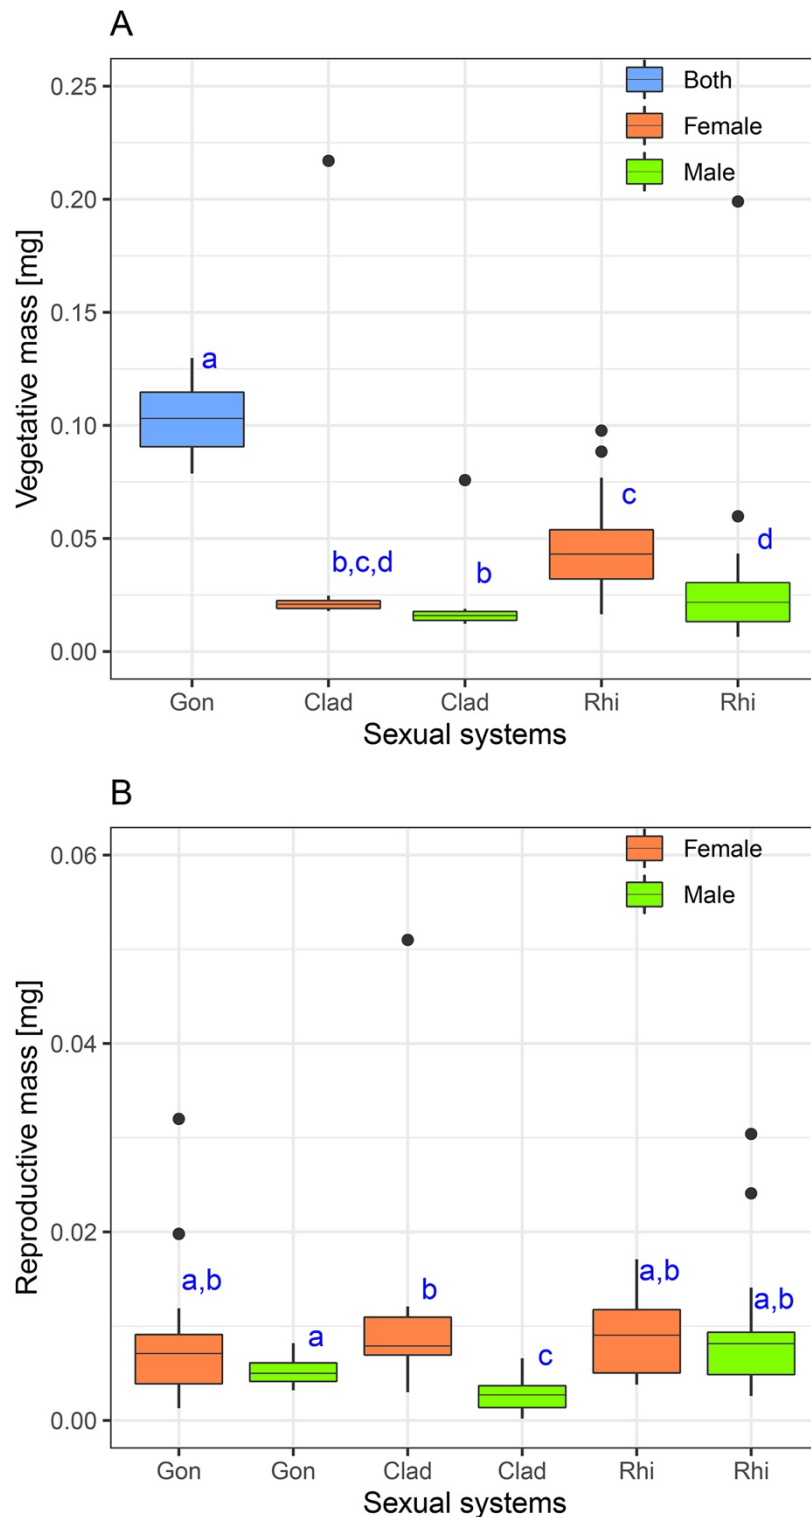 A
Both
Female
Male
0.25
0.20
0.15
0.10
0.05
0.00
Vegetative mass [mg]
a
b,c,d
b
c
d
Gon Clad Clad Rhi Rhi
Sexual systems
B
Female
Male
0.06
0.04
0.02
0.00
Reproductive mass [mg]
a,b
a
b
c
a,b
a,b
Gon Gon Clad Clad Rhi Rhi
Sexual systems